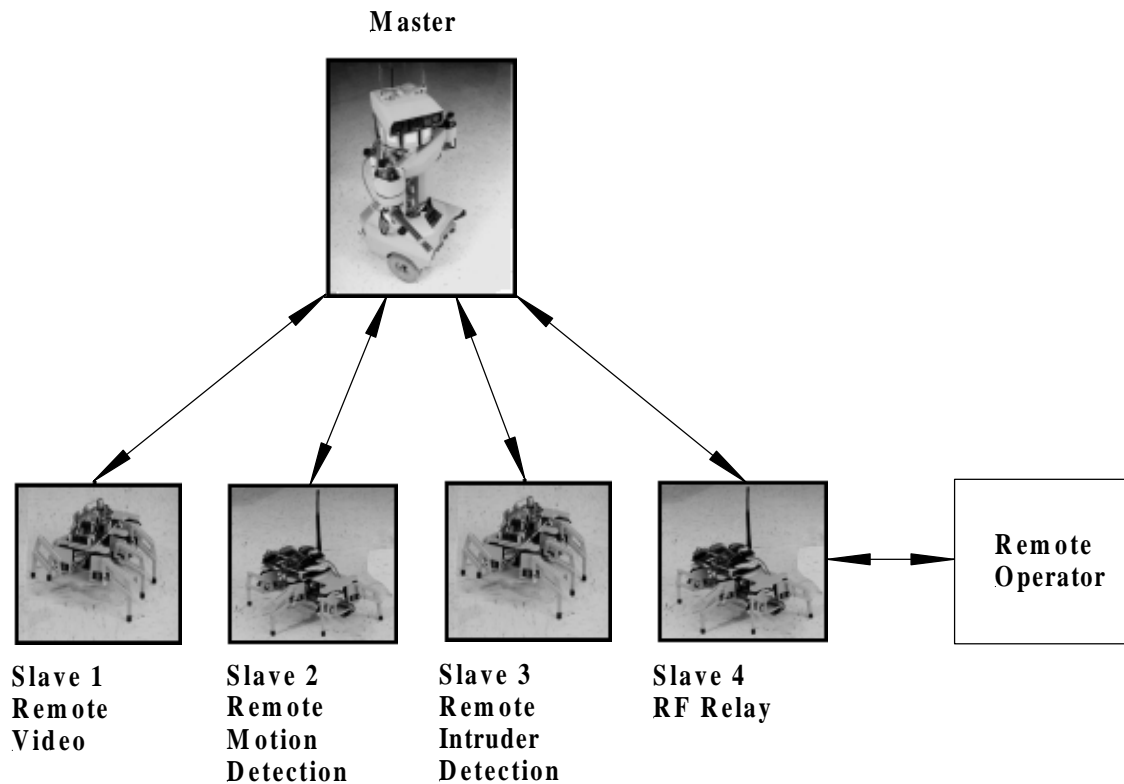 Master
Remote
Operator
Slave 1
Remote
Video
Slave 2
Remote
Motion
Detection
Slave 3
Remote
Intruder
Detection
Slave 4
RF Relay